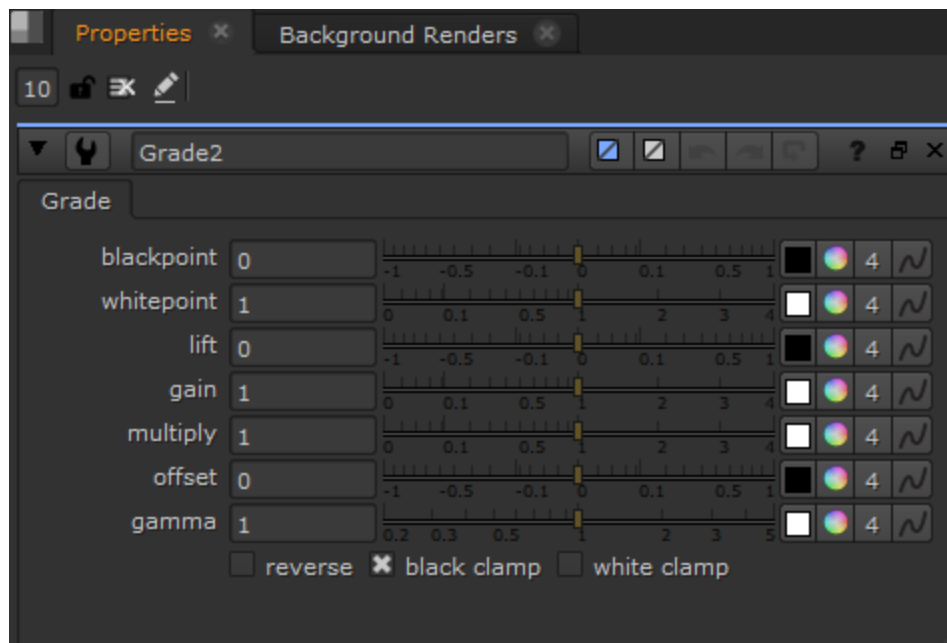 Properties Background Renders
10
Grade2 ?
Grade
blackpoint 0 -1 -0.5 -0.1 0 0.1 0.5 1 4
whitepoint 1 0 0.1 0.5 1 2 3 4 4
lift 0 -1 -0.5 -0.1 0 0.1 0.5 1 4
gain 1 0 0.1 0.5 1 2 3 4 4
multiply 1 0 0.1 0.5 1 2 3 4 4
offset 0 -1 -0.5 -0.1 0 0.1 0.5 1 4
gamma 1 0.2 0.3 0.5 1 2 3 5 4
reverse black clamp white clamp